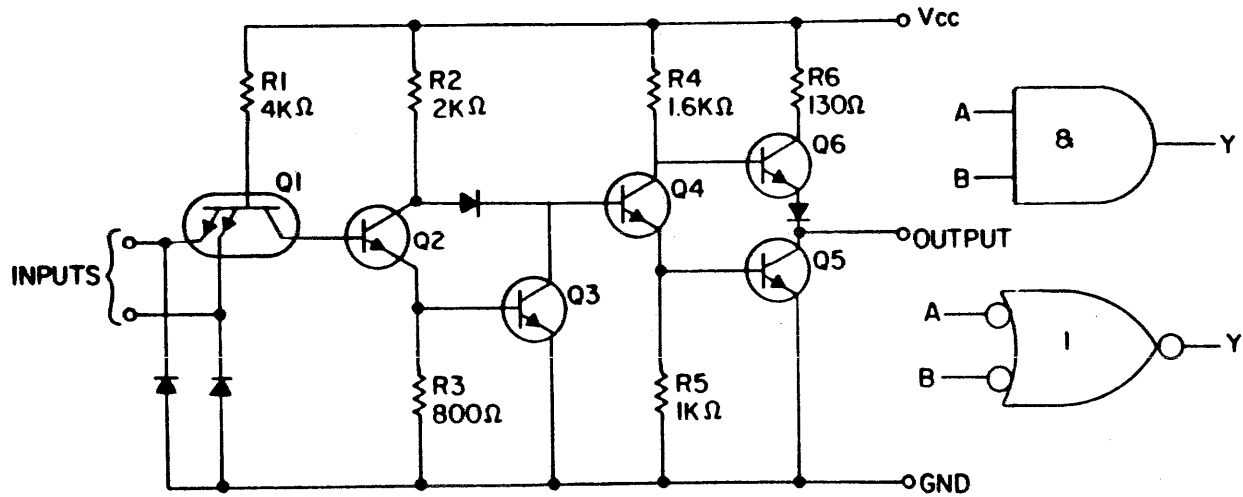 Vcc
R1
4KΩ
R2
2KΩ
R4
1.6KΩ
R6
130Ω
A
&
Y
B
Q6
Q1
Q4
Q2
OUTPUT
INPUTS
Q5
Q3
A
1
Y
B
R3
800Ω
R5
1KΩ
GND